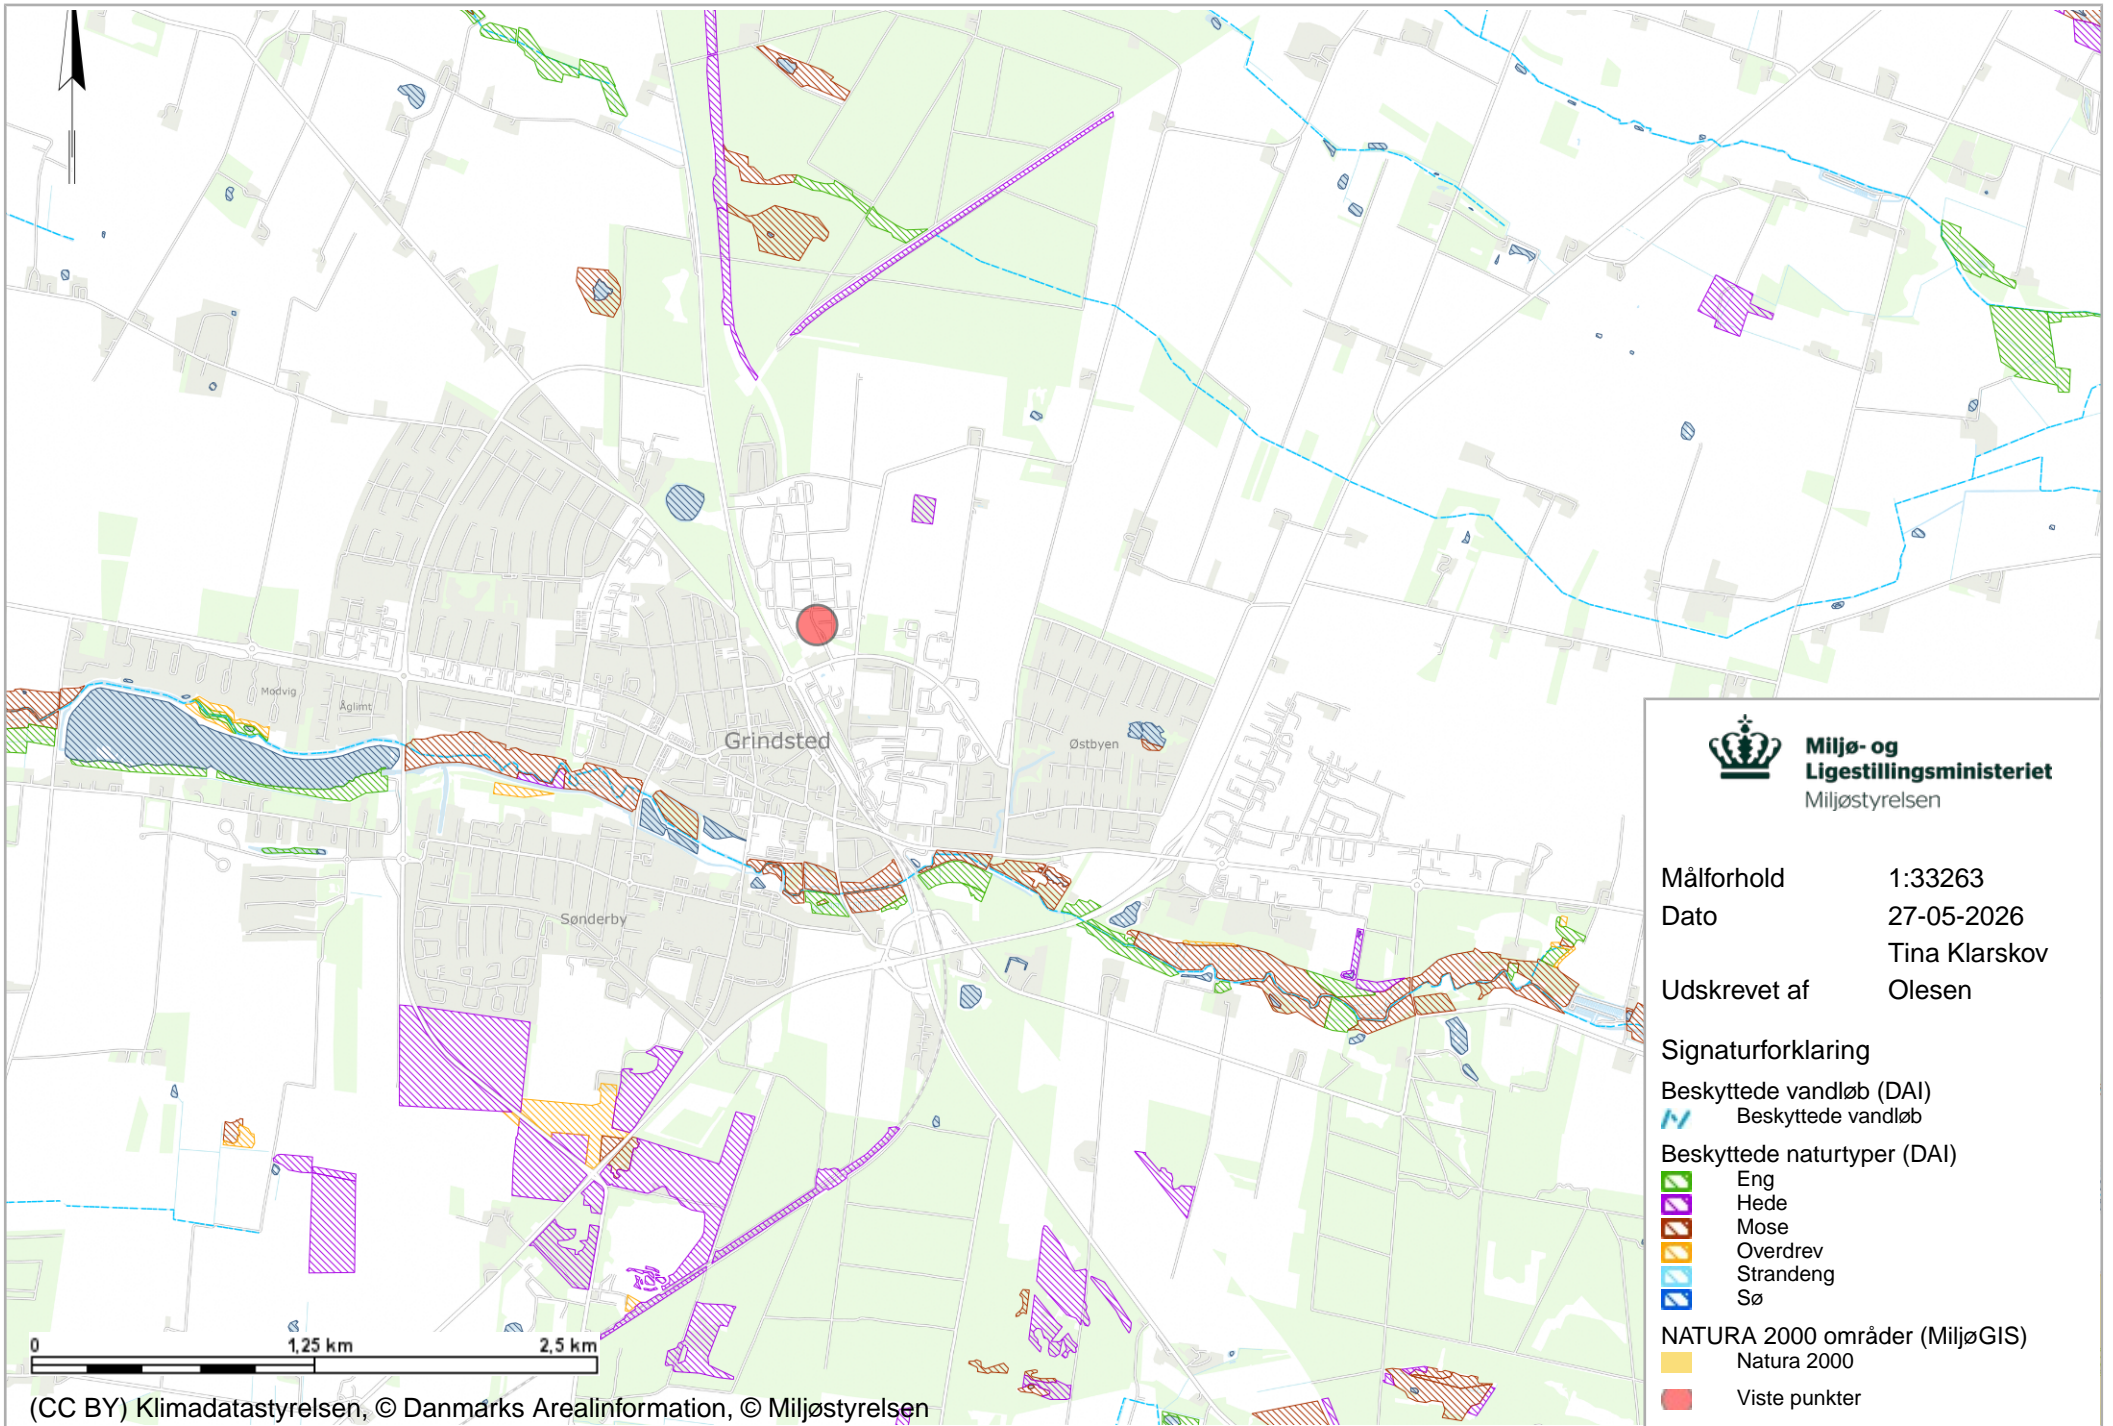 Modvig
Åglimt
Grindsted
Østbyen
Sønderby
Miljø- og
Ligestillingsministeriet
Miljøstyrelsen
Målforhold 1:33263
Dato 27-05-2026
Tina Klarskov
Udskrevet af Olesen
Signaturforklaring
Beskyttede vandløb (DAI)
Beskyttede vandløb
Beskyttede naturtyper (DAI)
Eng
Hede
Mose
Overdrev
Strandeng
Sø
NATURA 2000 områder (MiljøGIS)
Natura 2000
Viste punkter
0 1,25 km 2,5 km
(CC BY) Klimadatastyrelsen, © Danmarks Arealinformation, © Miljøstyrelsen